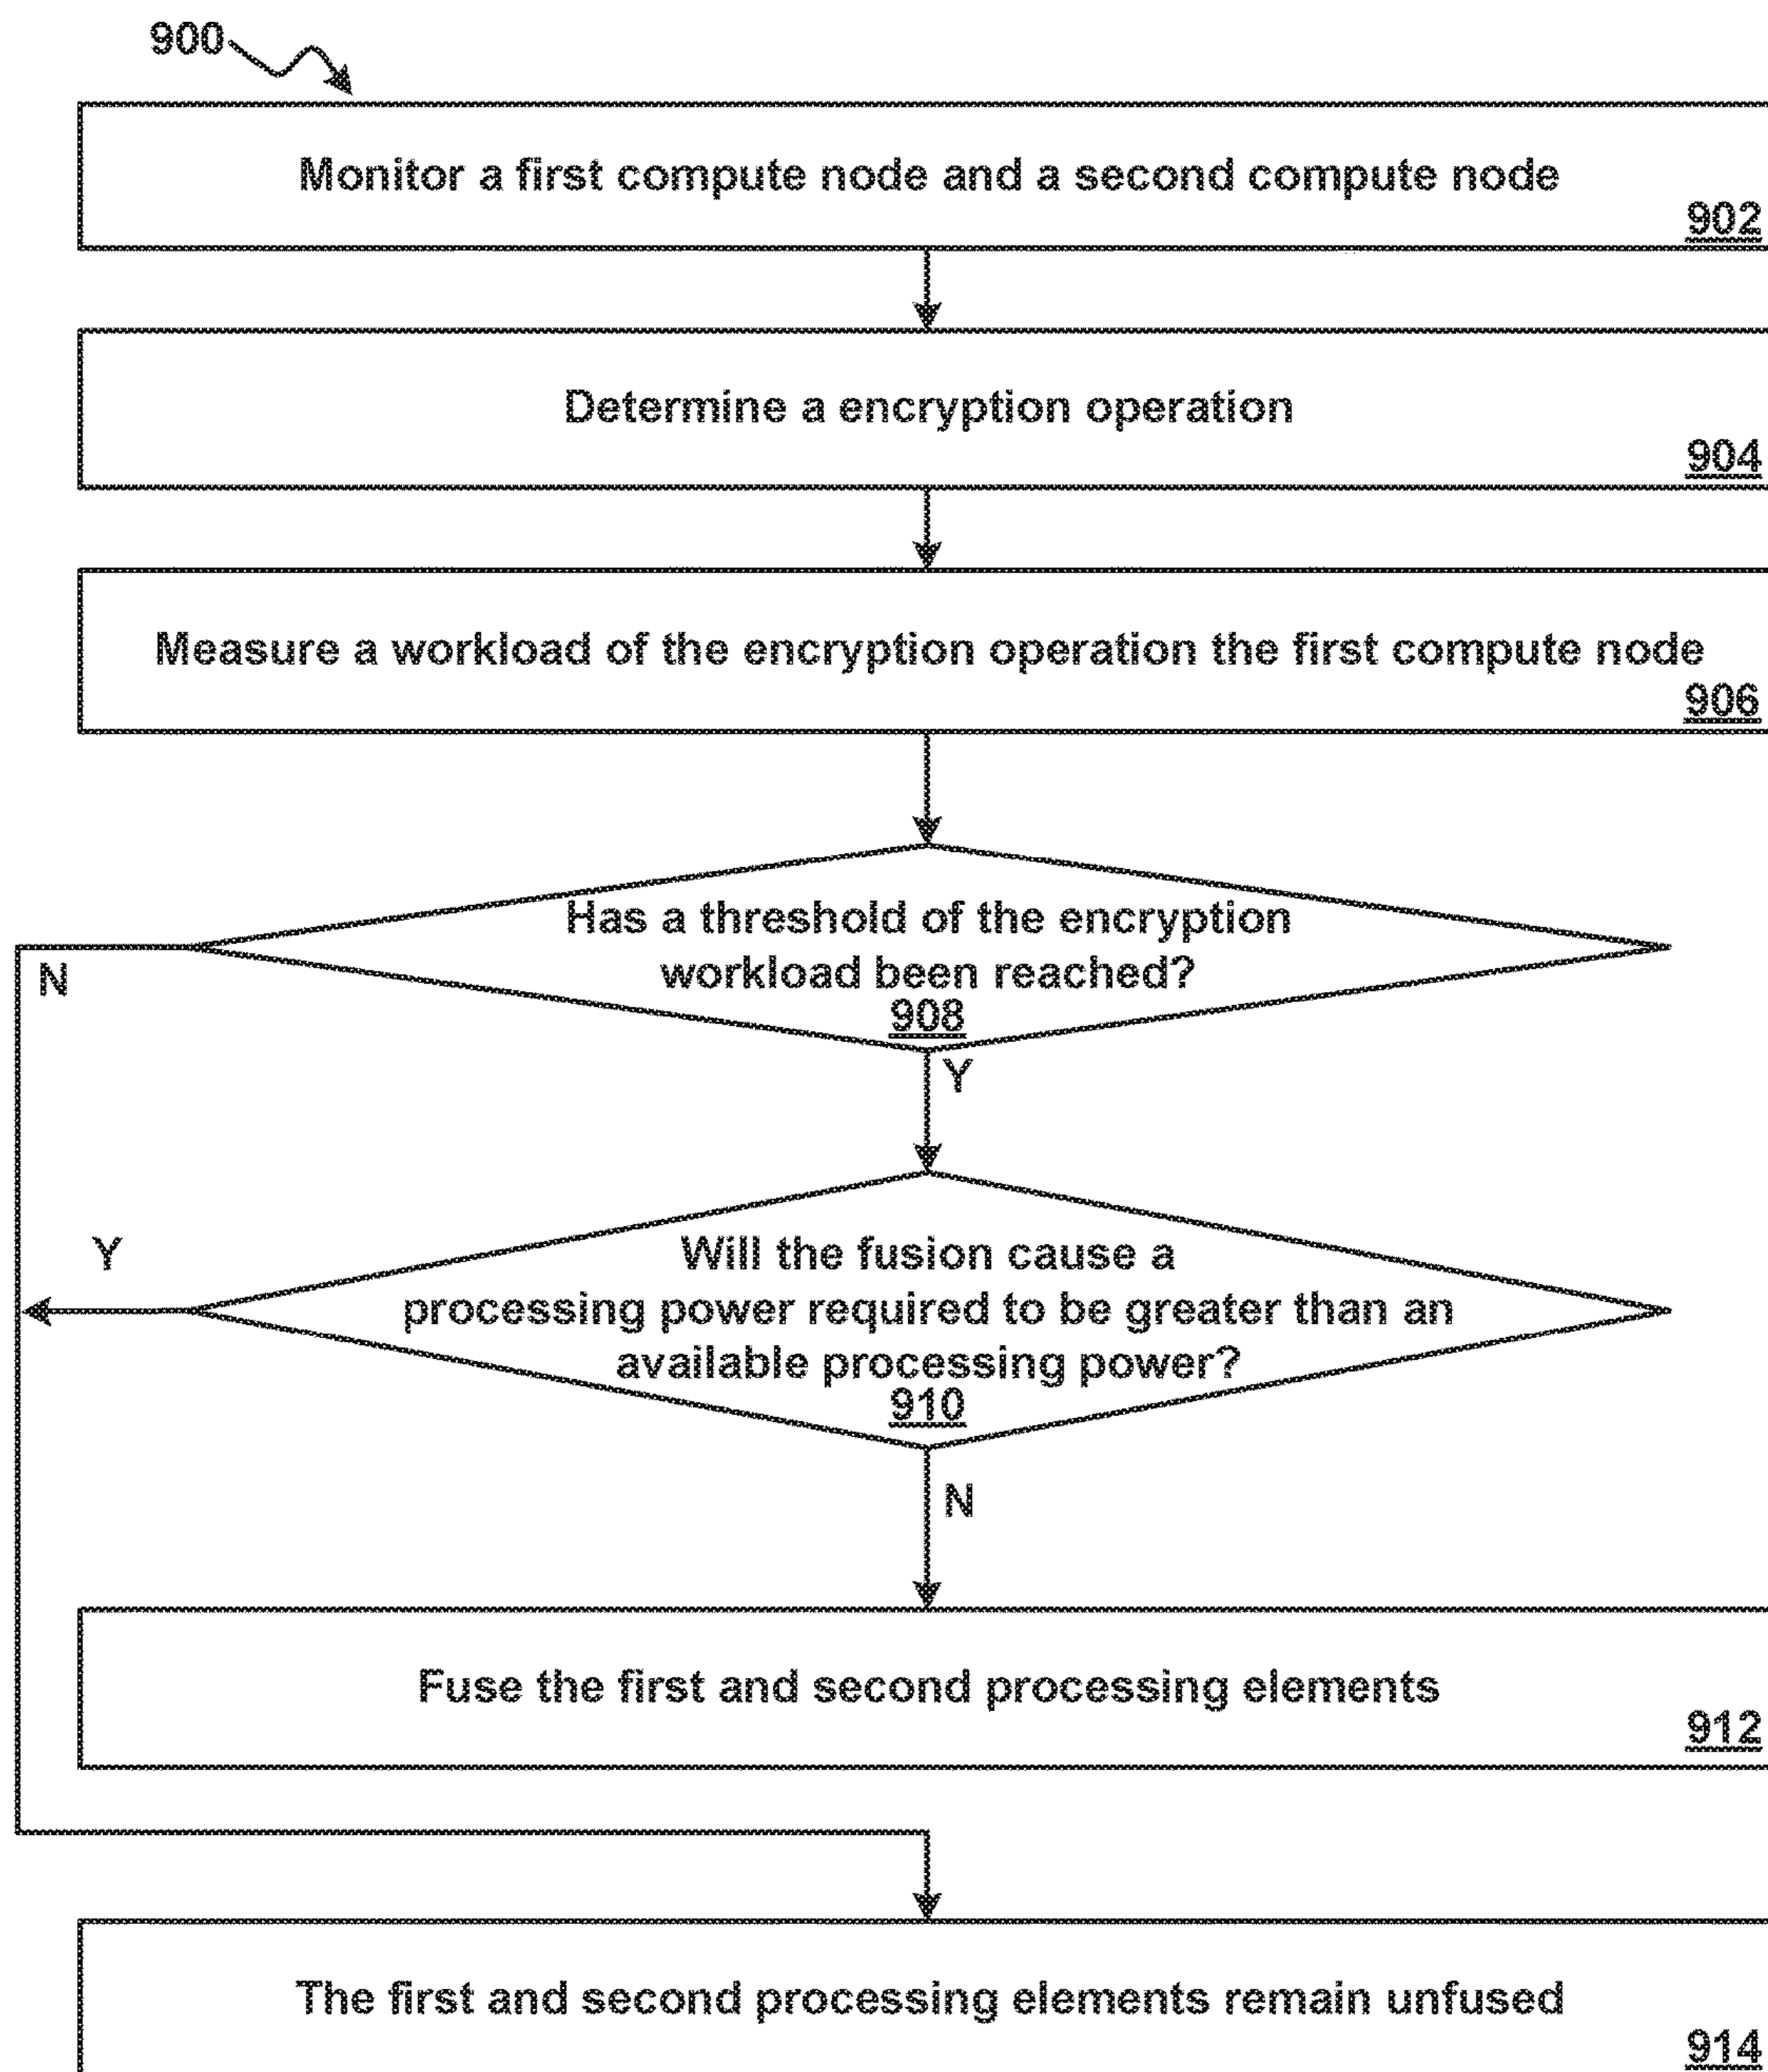 900
Monitor a first compute node and a second compute node
902
Determine a encryption operation
904
Measure a workload of the encryption operation the first compute node
906
Has a threshold of the encryption
workload been reached?
908
N
Y
Will the fusion cause a
processing power required to be greater than an
available processing power?
910
Y
N
Fuse the first and second processing elements
912
The first and second processing elements remain unfused
914